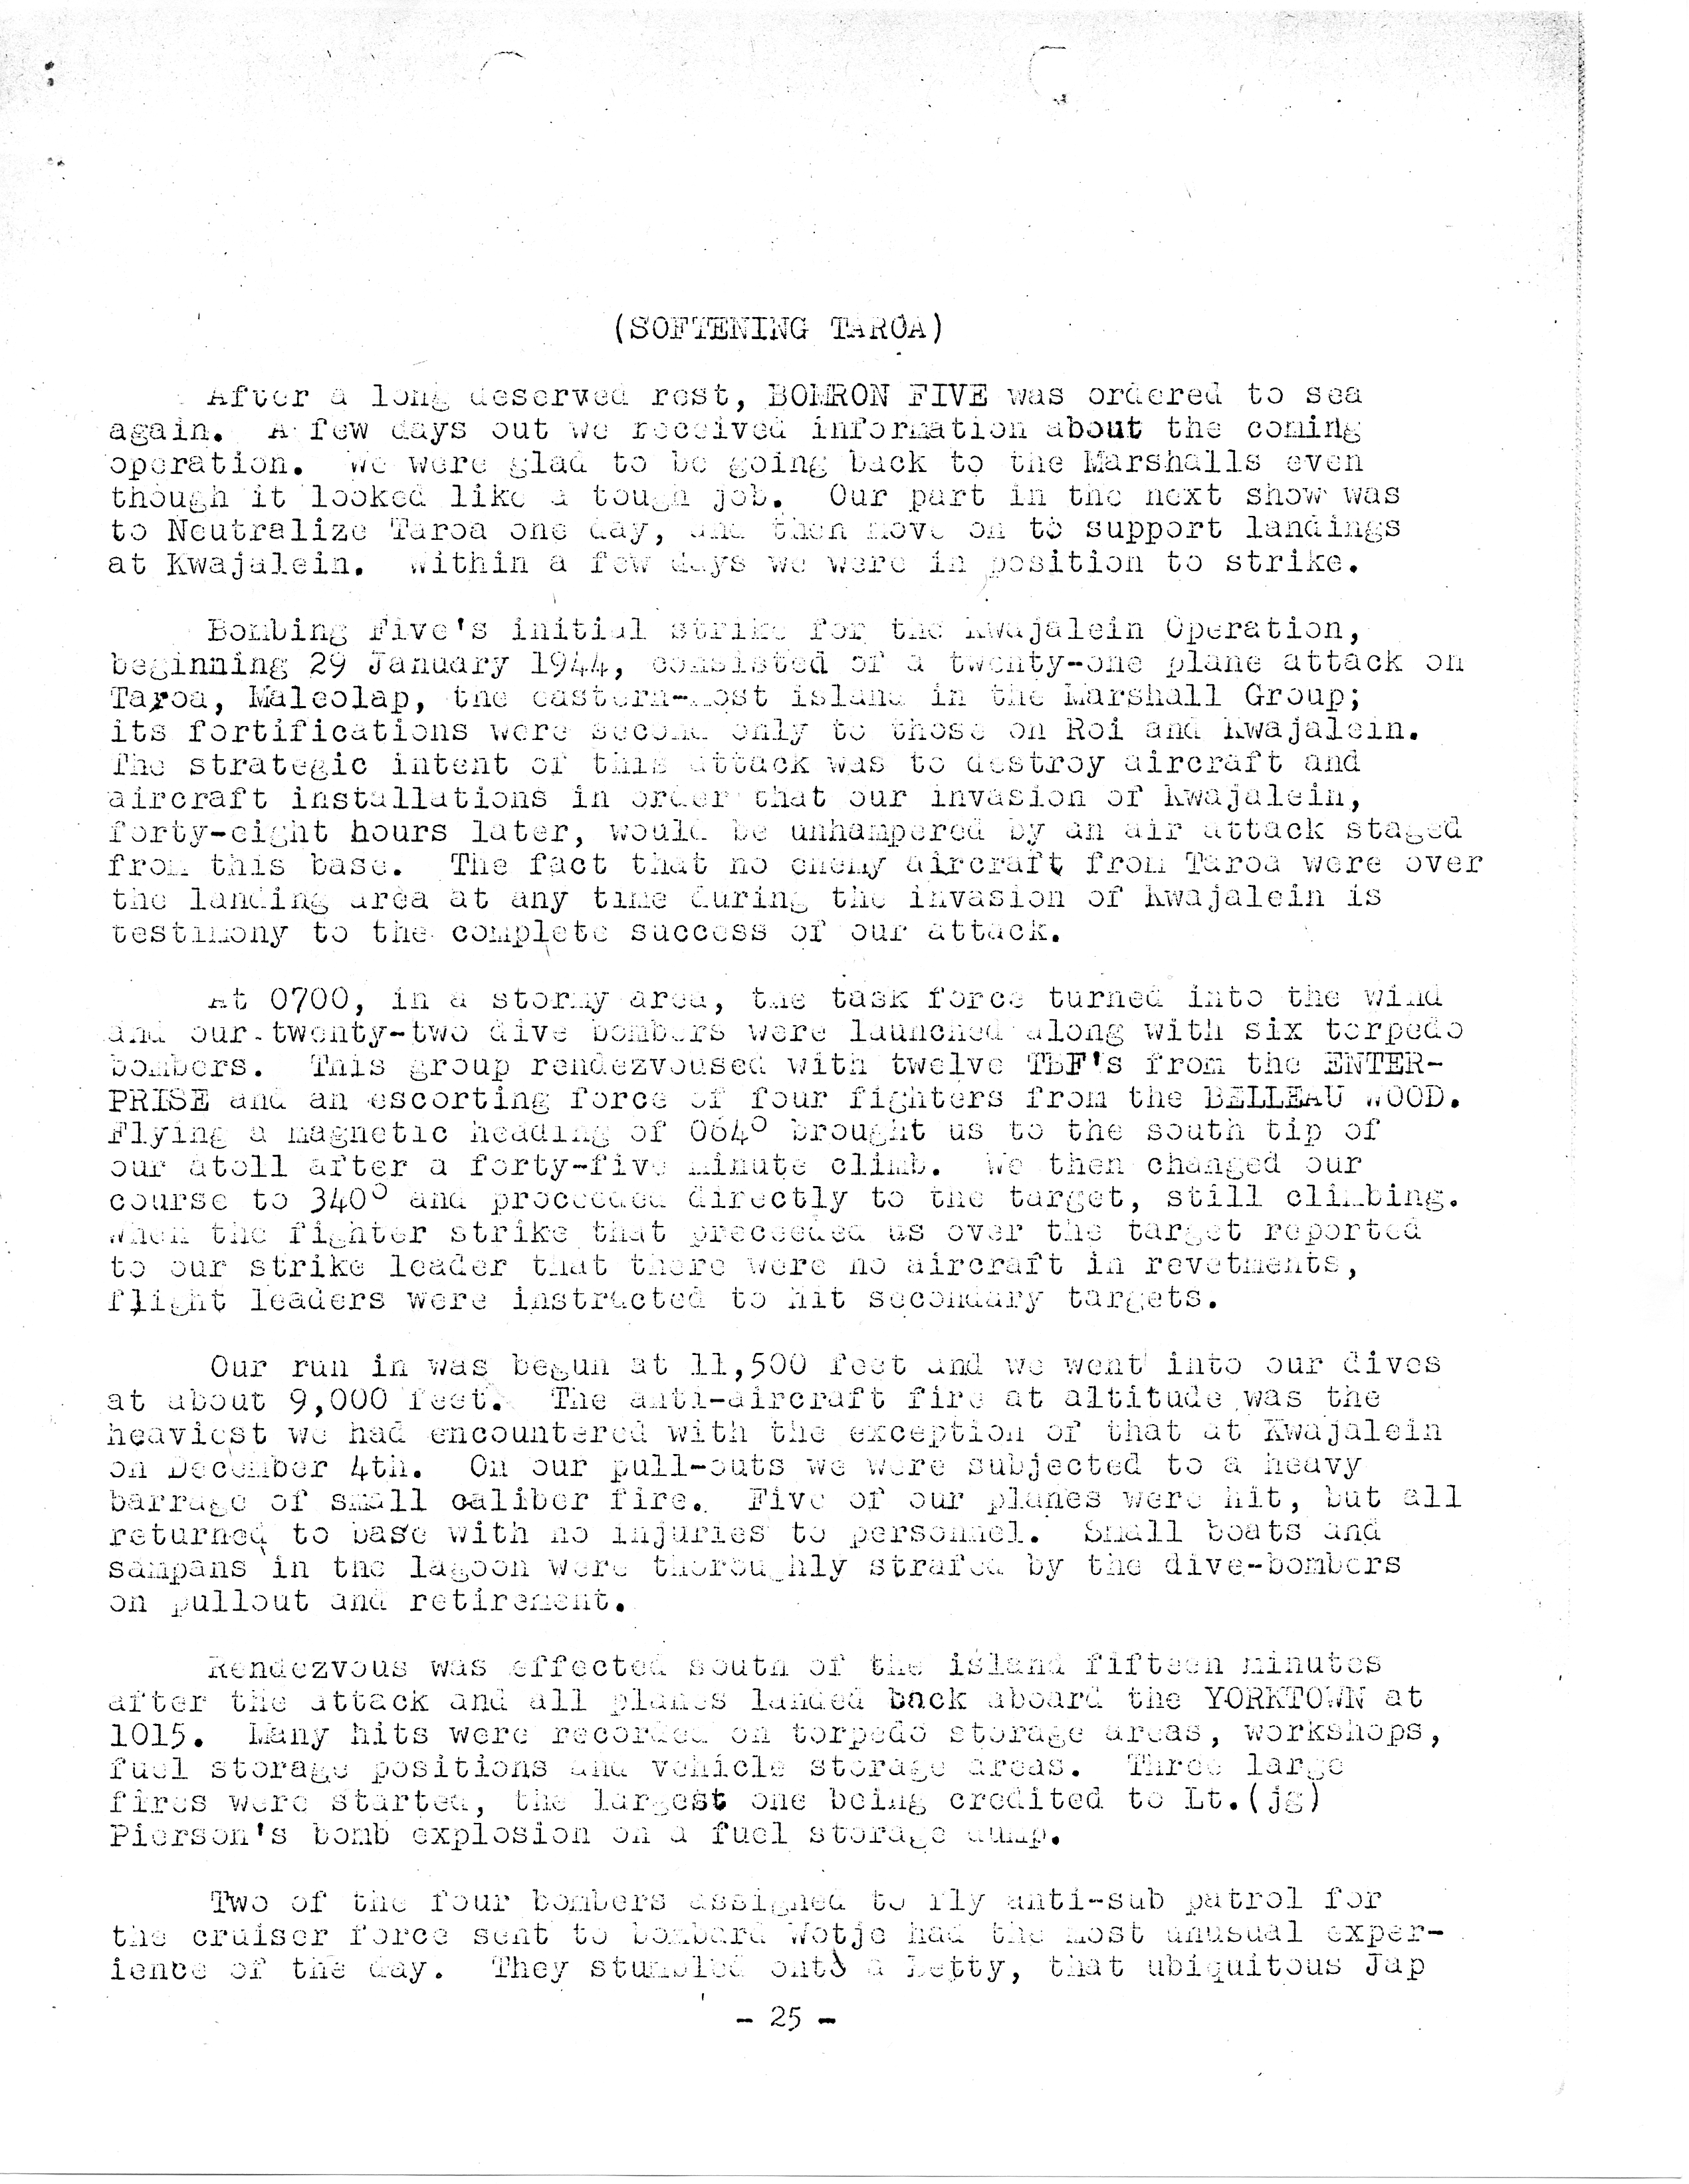 (SOFTENING TAROA)
After a long deserved rest, BOMRON FIVE was ordered to sea
again. A few days out we received information about the coming
operation. We were glad to be going back to the Marshalls even
though it looked like a tough job. Our part in the next show was
to Neutralize Taroa one day, and then move on to support landings
at Kwajalein. Within a few days we were in position to strike.
Bombing Five's initial strike for the Kwajalein Operation,
beginning 29 January 1944, consisted of a twenty-one plane attack on
Taroa, Maleolap, the eastern-most island in the Marshall Group;
its fortifications were second only to those on Roi and Kwajalein.
The strategic intent of this attack was to destroy aircraft and
aircraft installations in order that our invasion of Kwajalein,
forty-eight hours later, would be unhampered by an air attack staged
from this base. The fact that no enemy aircraft from Taroa were over
the landing area at any time during the invasion of Kwajalein is
testimony to the complete success of our attack.
At 0700, in a stormy area, the task force turned into the wind
and our twenty-two dive bombers were launched along with six torpedo
bombers. This group rendezvoused with twelve TBF's from the ENTER-
PRISE and an escorting force of four fighters from the BELLEAU WOOD.
Flying a magnetic heading of 064° brought us to the south tip of
our atoll after a forty-five minute climb. We then changed our
course to 340° and proceeded directly to the target, still climbing.
When the fighter strike that preceeded us over the target reported
to our strike leader that there were no aircraft in revetments,
flight leaders were instructed to hit secondary targets.
Our run in was begun at 11,500 feet and we went into our dives
at about 9,000 feet. The anti-aircraft fire at altitude was the
heaviest we had encountered with the exception of that at Kwajalein
on December 4th. On our pull-outs we were subjected to a heavy
barrage of small caliber fire. Five of our planes were hit, but all
returned to base with no injuries to personnel. Small boats and
sampans in the lagoon were thoroughly strafed by the dive-bombers
on pullout and retirement.
Rendezvous was effected south of the island fifteen minutes
after the attack and all planes landed back aboard the YORKTOWN at
1015. Many hits were recorded on torpedo storage areas, workshops,
fuel storage positions and vehicle storage areas. Three large
fires were started, the largest one being credited to Lt.(jg)
Pierson's bomb explosion on a fuel storage dump.
Two of the four bombers assigned to fly anti-sub patrol for
the cruiser force sent to bombard Wotje had the most unusual exper-
ience of the day. They stumbled onto a Betty, that ubiquitous Jap
- 25 -